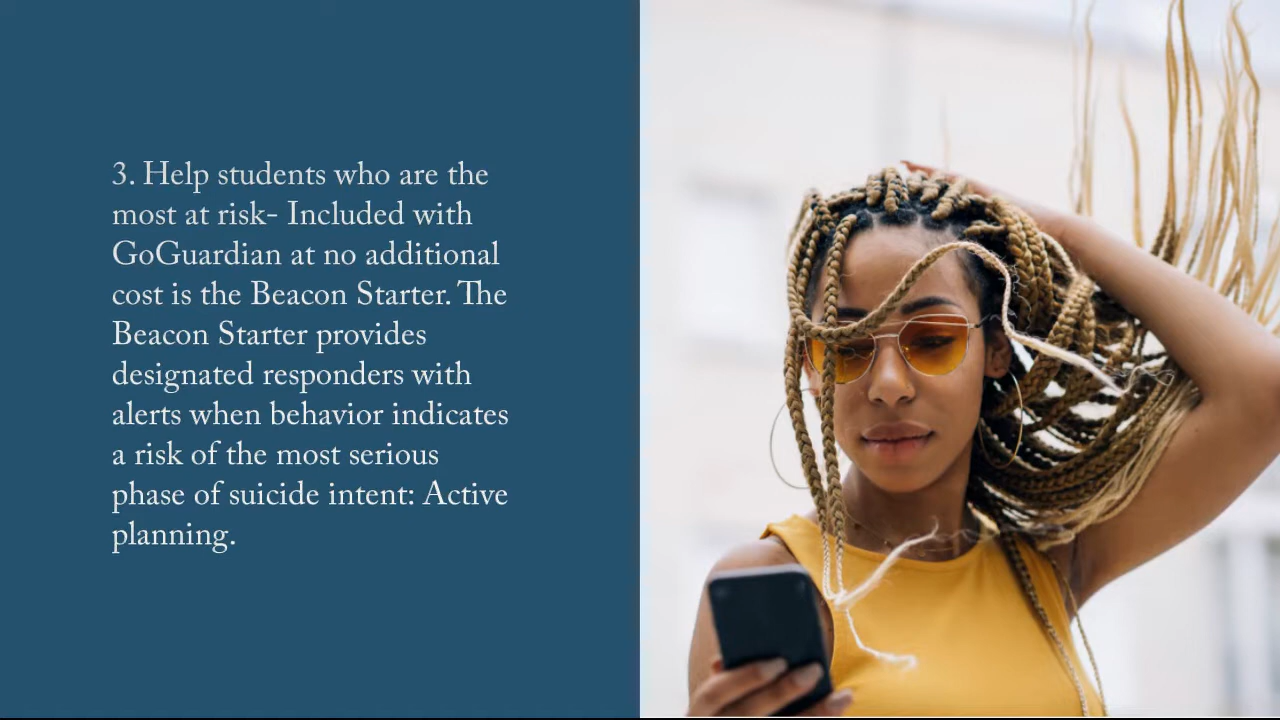 3. Help students who are the
most at risk- Included with
GoGuardian at no additional
cost is the Beacon Starter. The
Beacon Starter provides
designated responders with
alerts when behavior indicates
a risk of the most serious
phase of suicide intent: Active
planning.